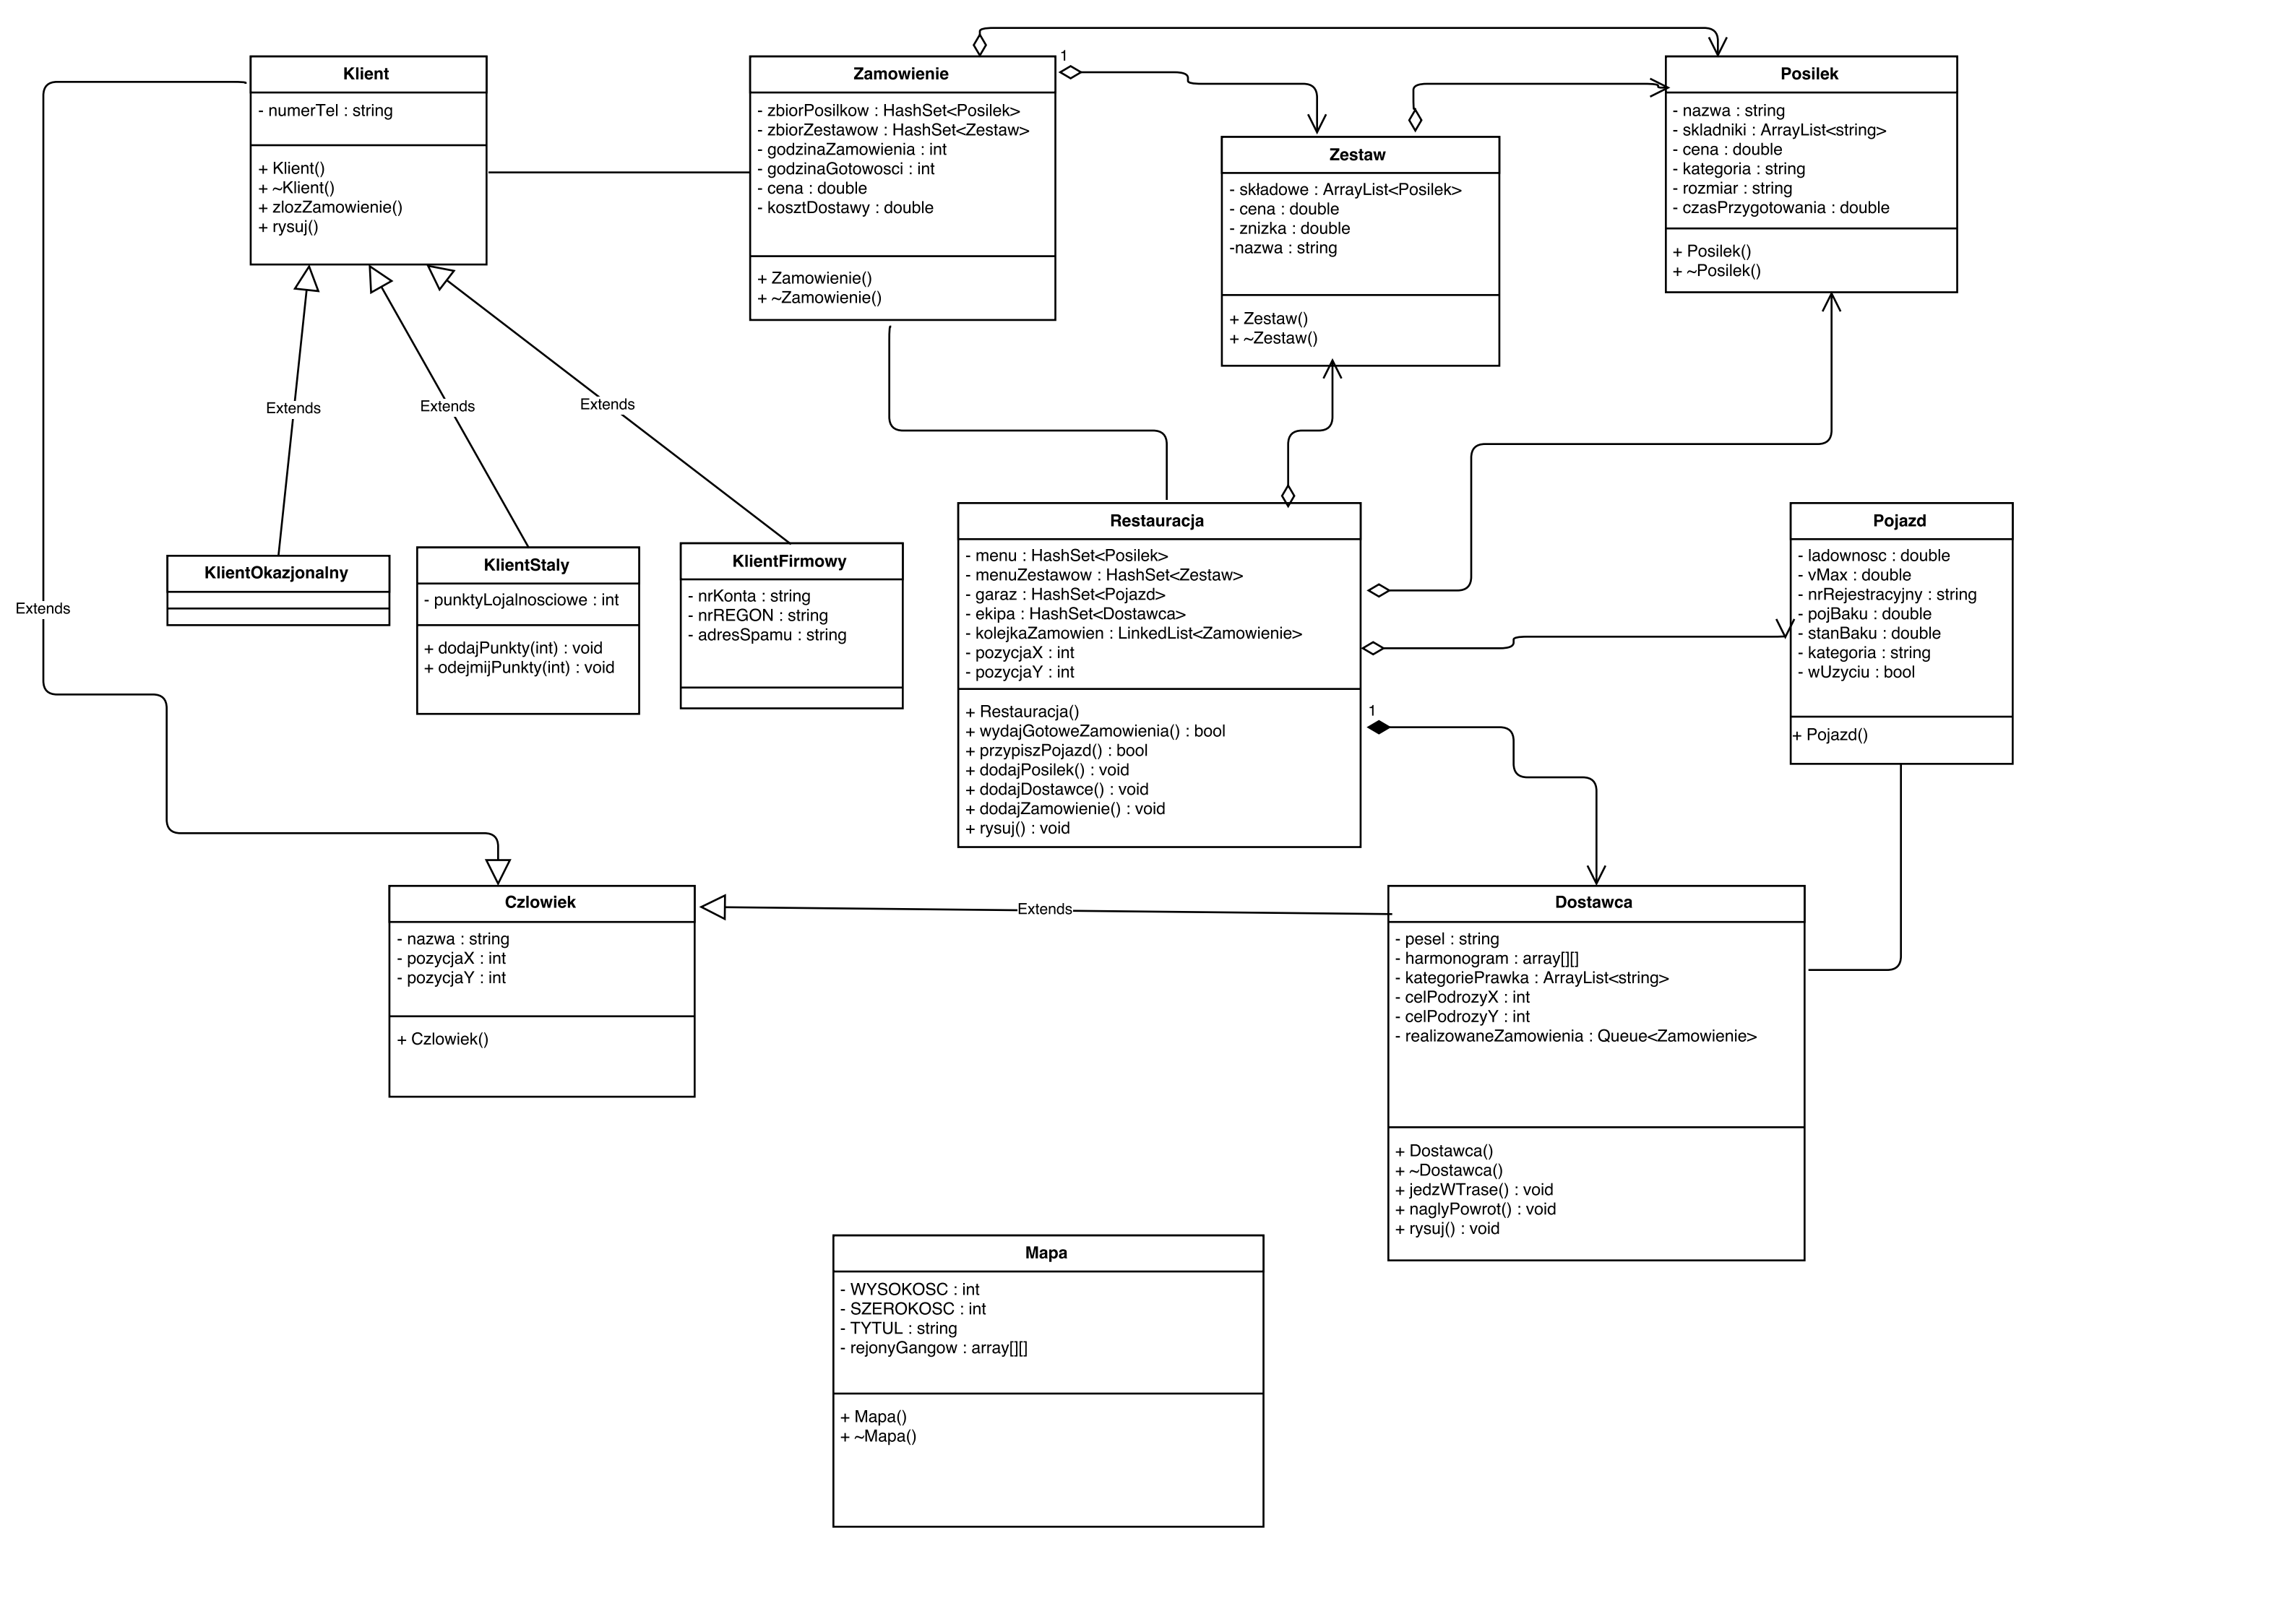 Klient
- numerTel : string
+ Klient()
+ ~Klient()
+ zlozZamowienie()
+ rysuj()
1
Zamowienie
- zbiorPosilkow : HashSet<Posilek>
- zbiorZestawow : HashSet<Zestaw>
- godzinaZamowienia : int
- godzinaGotowosci : int
- cena : double
- kosztDostawy : double
+ Zamowienie()
+ ~Zamowienie()
Zestaw
- składowe : ArrayList<Posilek>
- cena : double
- znizka : double
-nazwa : string
+ Zestaw()
+ ~Zestaw()
Posilek
- nazwa : string
- skladniki : ArrayList<string>
- cena : double
- kategoria : string
- rozmiar : string
- czasPrzygotowania : double
+ Posilek()
+ ~Posilek()
Extends
Extends
Extends
Extends
KlientOkazjonalny
KlientStaly
- punktyLojalnosciowe : int
+ dodajPunkty(int) : void
+ odejmijPunkty(int) : void
KlientFirmowy
- nrKonta : string
- nrREGON : string
- adresSpamu : string
Restauracja
- menu : HashSet<Posilek>
- menuZestawow : HashSet<Zestaw>
- garaz : HashSet<Pojazd>
- ekipa : HashSet<Dostawca>
- kolejkaZamowien : LinkedList<Zamowienie>
- pozycjaX : int
- pozycjaY : int
+ Restauracja()
+ wydajGotoweZamowienia() : bool
+ przypiszPojazd() : bool
+ dodajPosilek() : void
+ dodajDostawce() : void
+ dodajZamowienie() : void
+ rysuj() : void
1
Pojazd
- ladownosc : double
- vMax : double
- nrRejestracyjny : string
- pojBaku : double
- stanBaku : double
- kategoria : string
- wUzyciu : bool
+ Pojazd()
Czlowiek
- nazwa : string
- pozycjaX : int
- pozycjaY : int
+ Czlowiek()
Extends
Dostawca
- pesel : string
- harmonogram : array[][]
- kategoriePrawka : ArrayList<string>
- celPodrozyX : int
- celPodrozyY : int
- realizowaneZamowienia : Queue<Zamowienie>
+ Dostawca()
+ ~Dostawca()
+ jedzWTrase() : void
+ naglyPowrot() : void
+ rysuj() : void
Mapa
- WYSOKOSC : int
- SZEROKOSC : int
- TYTUL : string
- rejonyGangow : array[][]
+ Mapa()
+ ~Mapa()